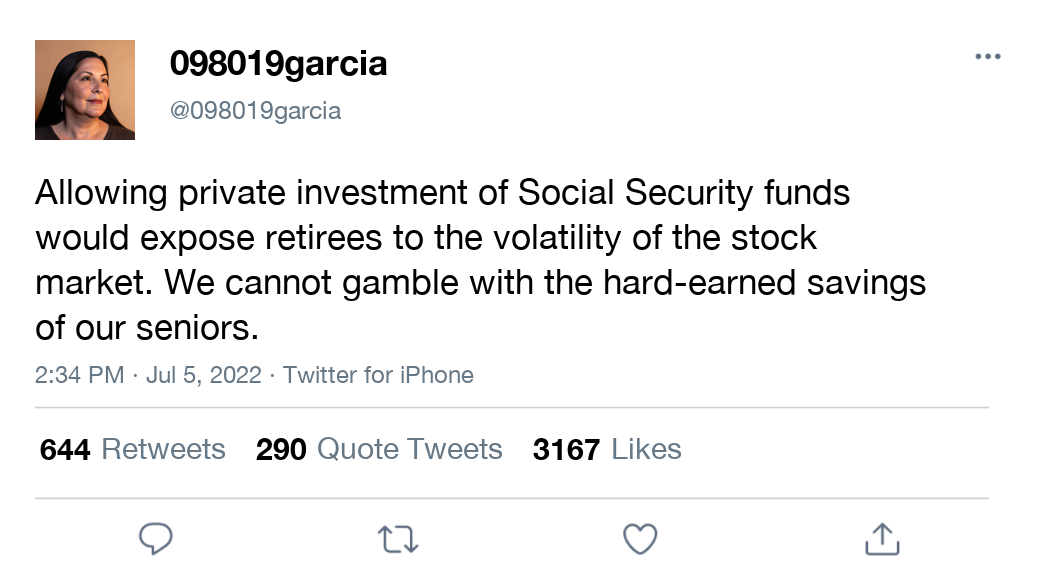 098019garcia
@098019garcia
Allowing private investment of Social Security funds
would expose retirees to the volatility of the stock
market. We cannot gamble with the hard-earned savings
of our seniors.
2:34 PM · Jul 5, 2022 · Twitter for iPhone
644 Retweets 290 Quote Tweets 3167 Likes